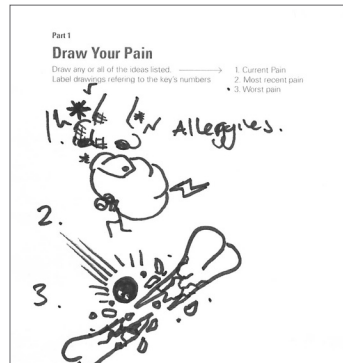 Part 1
Draw Your Pain
Draw any or all of the ideas listed.
Label drawings refering to the key's numbers
1. Current Pain
2. Most recent pain
3. Worst pain
1.
Allergies.
2.
3.